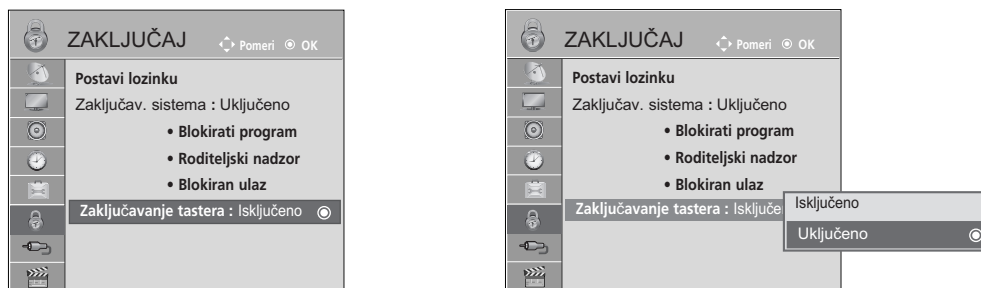 ZAKLJUČAJ Pomeri OK
Postavi lozinku
Zaključav. sistema : Uključeno
• Blokirati program
• Roditeljski nadzor
• Blokiran ulaz
Zaključavanje tastera : Isključeno
ZAKLJUČAJ Pomeri OK
Postavi lozinku
Zaključav. sistema : Uključeno
• Blokirati program
• Roditeljski nadzor
• Blokiran ulaz
Zaključavanje tastera : Isključe
Isključeno
Uključeno